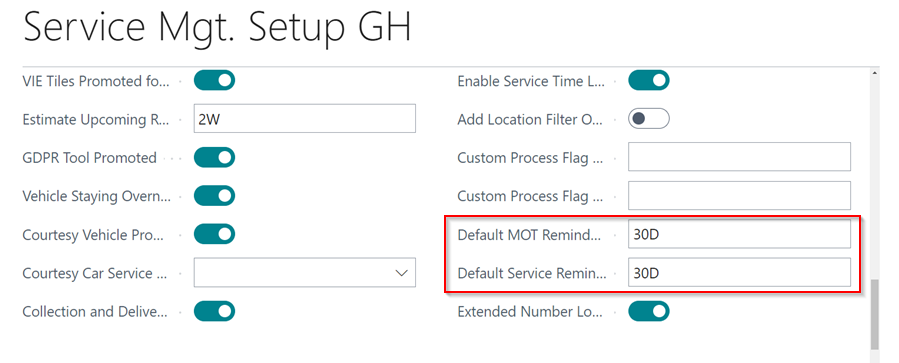 Service Mgt. Setup GH
VIE Tiles Promoted fo...
Estimate Upcoming R...
2W
GDPR Tool Promoted
Vehicle Staying Overn...
Courtesy Vehicle Pro...
Courtesy Car Service ...
Collection and Delive...
Enable Service Time L...
Add Location Filter O...
Custom Process Flag ...
Custom Process Flag ...
Default MOT Remind...
30D
Default Service Remin...
30D
Extended Number Lo...